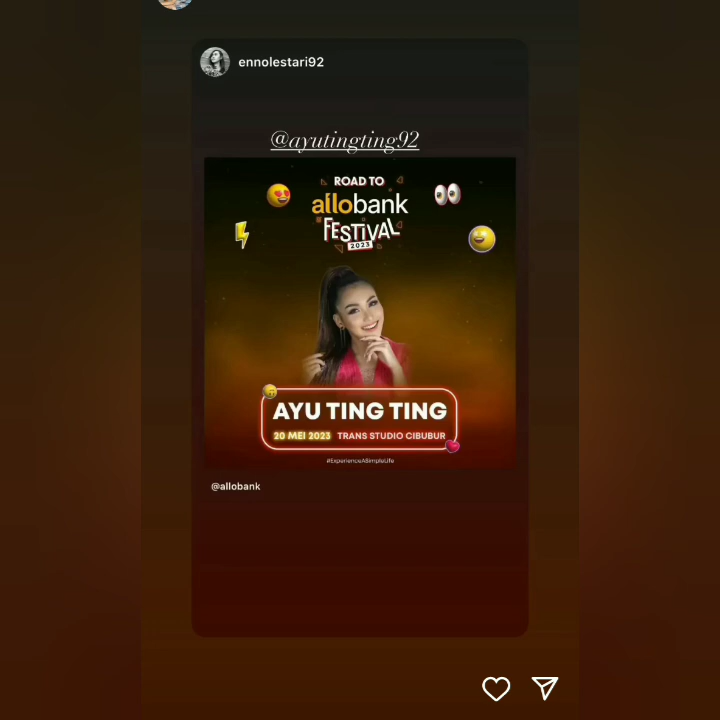 ennolestari92
@ayutingting92
ROAD TO
allobank
FESTIVAL
2023
AYU TING TING
20 MEI 2023 TRANS STUDIO CIBUBUR
#ExperienceASimpleLife
@allobank